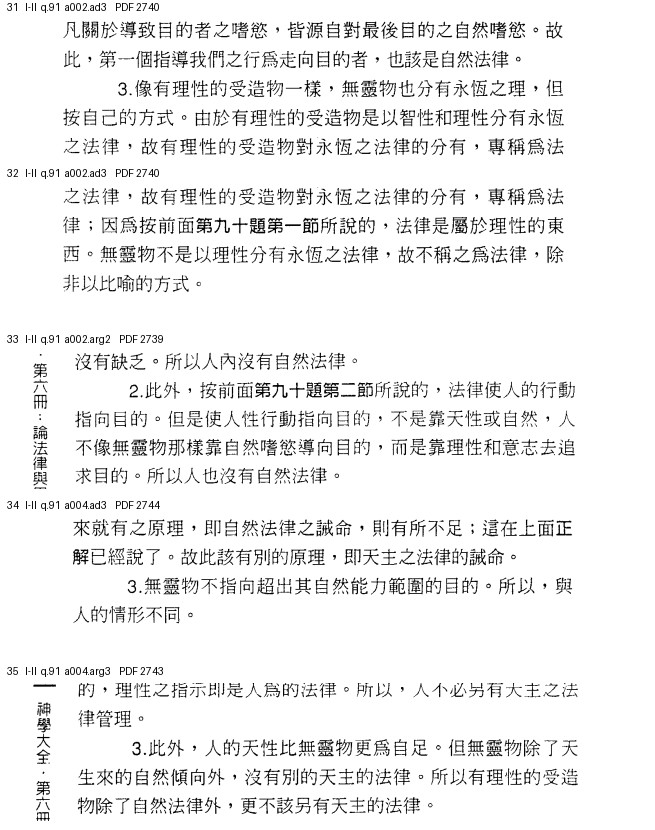 31 I-II q.91 a002.ad3 PDF 2740
凡關於導致目的者之嗜慾，皆源自對最後目的之自然嗜慾。故
此，第一個指導我們之行爲走向目的者，也該是自然法律。
3.像有理性的受造物一樣，無靈物也分有永恆之理，但
按自己的方式。由於有理性的受造物是以智性和理性分有永恆
之法律，故有理性的受造物對永恆之法律的分有，專稱爲法
32 I-II q.91 a002.ad3 PDF 2740
之法律，故有理性的受造物對永恆之法律的分有，專稱爲法
律；因爲按前面第九十題第一節所說的，法律是屬於理性的東
西。無靈物不是以理性分有永恆之法律，故不稱之爲法律，除
非以比喻的方式。
33 I-II q.91 a002.arg2 PDF 2739
．第六冊：論法律與
沒有缺乏。所以人內沒有自然法律。
2.此外，按前面第九十題第二節所說的，法律使人的行動
指向目的。但是使人性行動指向目的，不是靠天性或自然，人
不像無靈物那樣靠自然嗜慾導向目的，而是靠理性和意志去追
求目的。所以人也沒有自然法律。
34 I-II q.91 a004.ad3 PDF 2744
來就有之原理，即自然法律之誡命，則有所不足；這在上面正
解已經說了。故此該有別的原理，即天主之法律的誡命。
3.無靈物不指向超出其自然能力範圍的目的。所以，與
人的情形不同。
35 I-II q.91 a004.arg3 PDF 2743
神學大全．第六冊
的，理性之指示即是人爲的法律。所以，人不必另有天主之法
律管理。
3.此外，人的天性比無靈物更爲自足。但無靈物除了天
生來的自然傾向外，沒有別的天主的法律。所以有理性的受造
物除了自然法律外，更不該另有天主的法律。